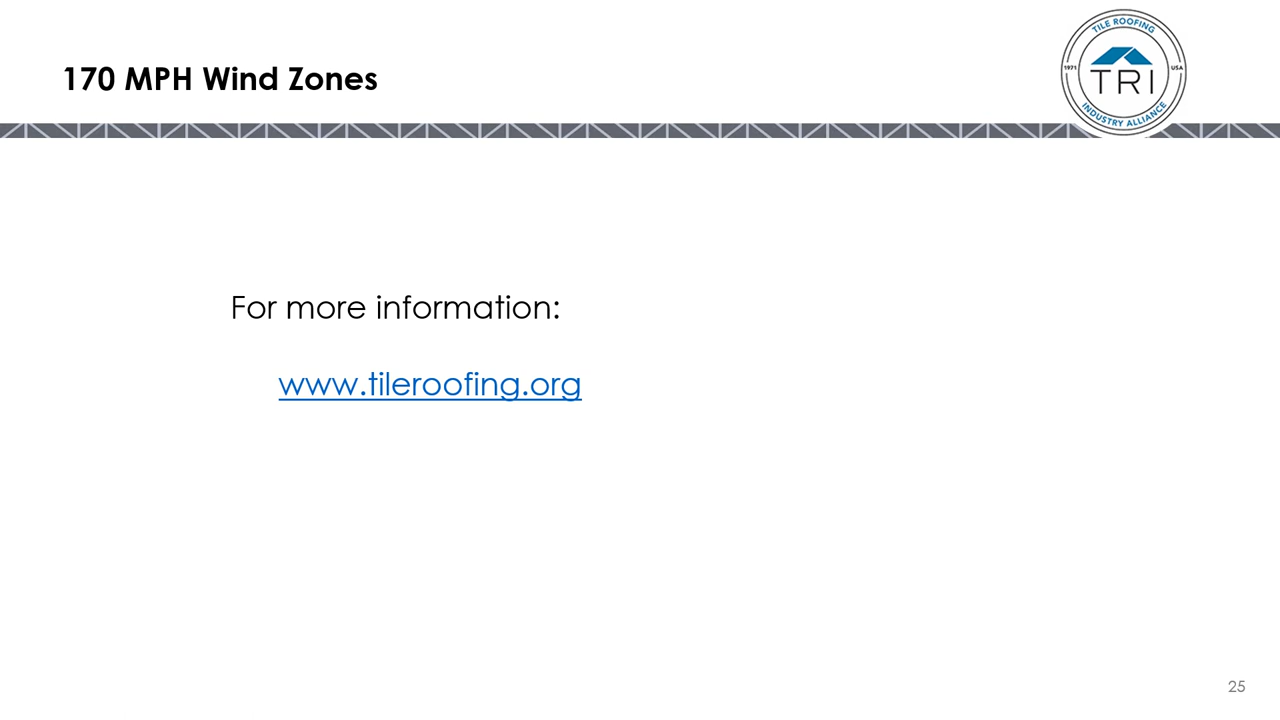 170 MPH Wind Zones
TILE ROOFING
1971
USA
TRI
INDUSTRY ALLIANCE
For more information:
www.tileroofing.org
25